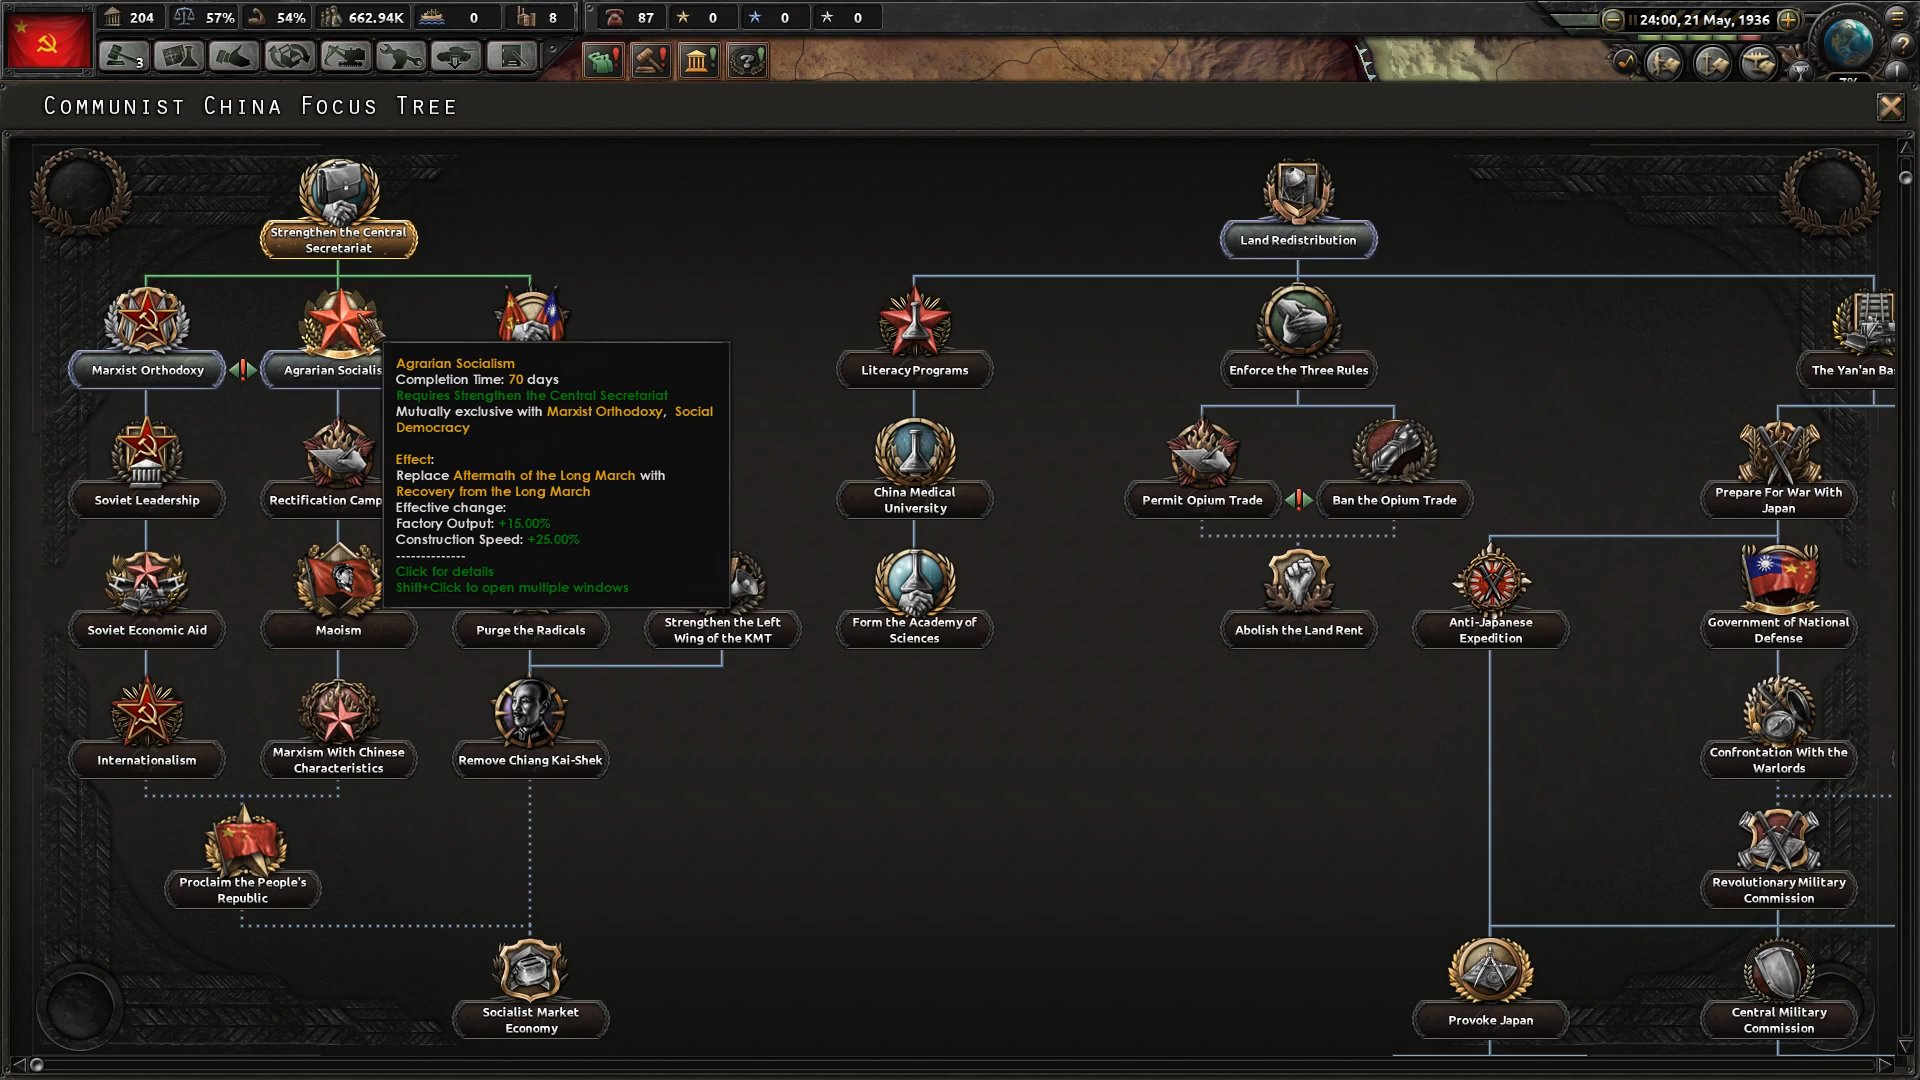 204
57%
54%
662.94K
0
8
87
0
0
0
24:00, 21 May, 1936
3
Communist China Focus Tree
Strengthen the Central
Secretariat
Land Redistribution
Marxist Orthodoxy
Agrarian Socialis
Literacy Programs
Enforce the Three Rules
The Yan'an Ba
Agrarian Socialism
Completion Time: 70 days
Requires Strengthen the Central Secretariat
Mutually exclusive with Marxist Orthodoxy, Social
Democracy
Effect:
Replace Aftermath of the Long March with
Recovery from the Long March
Effective change:
Factory Output: +15.00%
Construction Speed: +25.00%
--------------
Click for details
Shift+Click to open multiple windows
Soviet Leadership
Rectification Camp
China Medical
University
Permit Opium Trade
Ban the Opium Trade
Prepare For War With
Japan
Soviet Economic Aid
Maoism
Purge the Radicals
Strengthen the Left
Wing of the KMT
Form the Academy of
Sciences
Abolish the Land Rent
Anti-Japanese
Expedition
Government of National
Defense
Internationalism
Marxism With Chinese
Characteristics
Remove Chiang Kai-Shek
Confrontation With the
Warlords
Proclaim the People's
Republic
Revolutionary Military
Commission
Socialist Market
Economy
Provoke Japan
Central Military
Commission